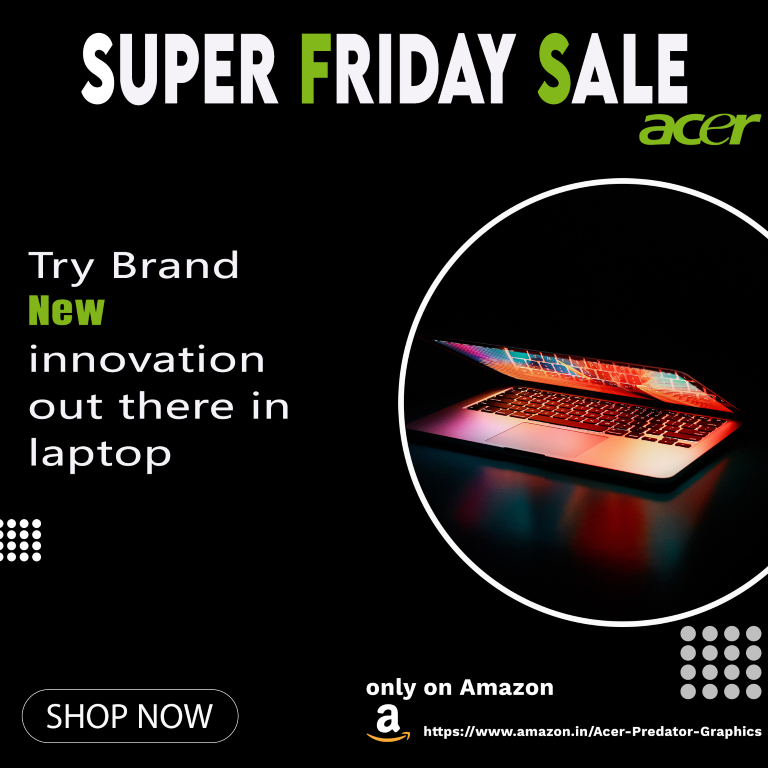 SUPER FRIDAY SALE
acer
Try Brand
New
innovation
out there in
laptop
SHOP NOW
only on Amazon
a
https://www.amazon.in/Acer-Predator-Graphics